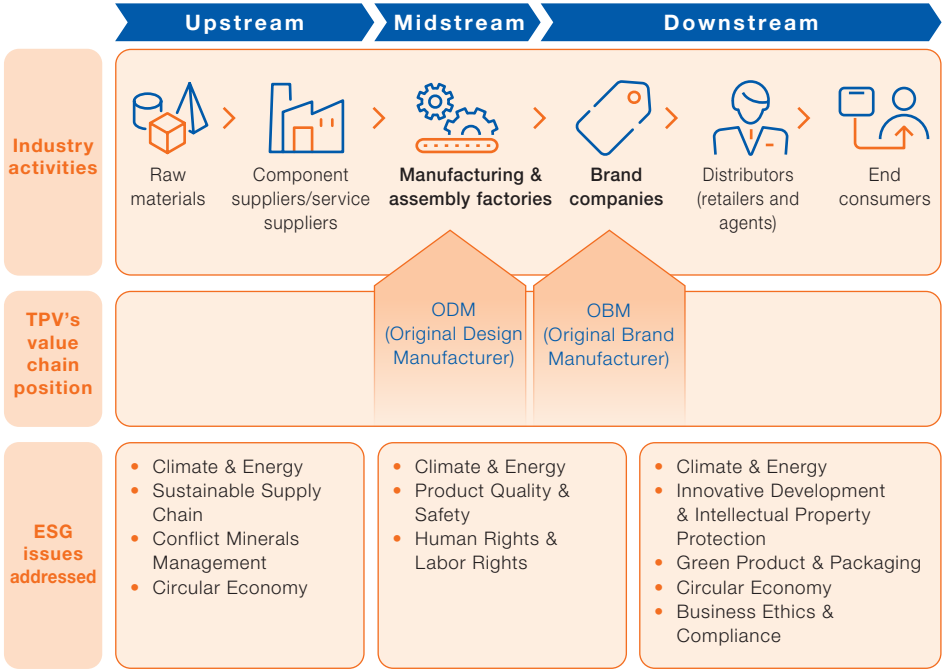 Upstream
Midstream
Downstream
Industry
activities
Raw
materials
Component
suppliers/service
suppliers
Manufacturing &
assembly factories
Brand
companies
Distributors
(retailers and
agents)
End
consumers
TPV's
value
chain
position
ODM
(Original Design
Manufacturer)
OBM
(Original Brand
Manufacturer)
ESG
issues
addressed
• Climate & Energy
• Sustainable Supply
Chain
• Conflict Minerals
Management
• Circular Economy
• Climate & Energy
• Product Quality &
Safety
• Human Rights &
Labor Rights
• Climate & Energy
• Innovative Development
& Intellectual Property
Protection
• Green Product & Packaging
• Circular Economy
• Business Ethics &
Compliance